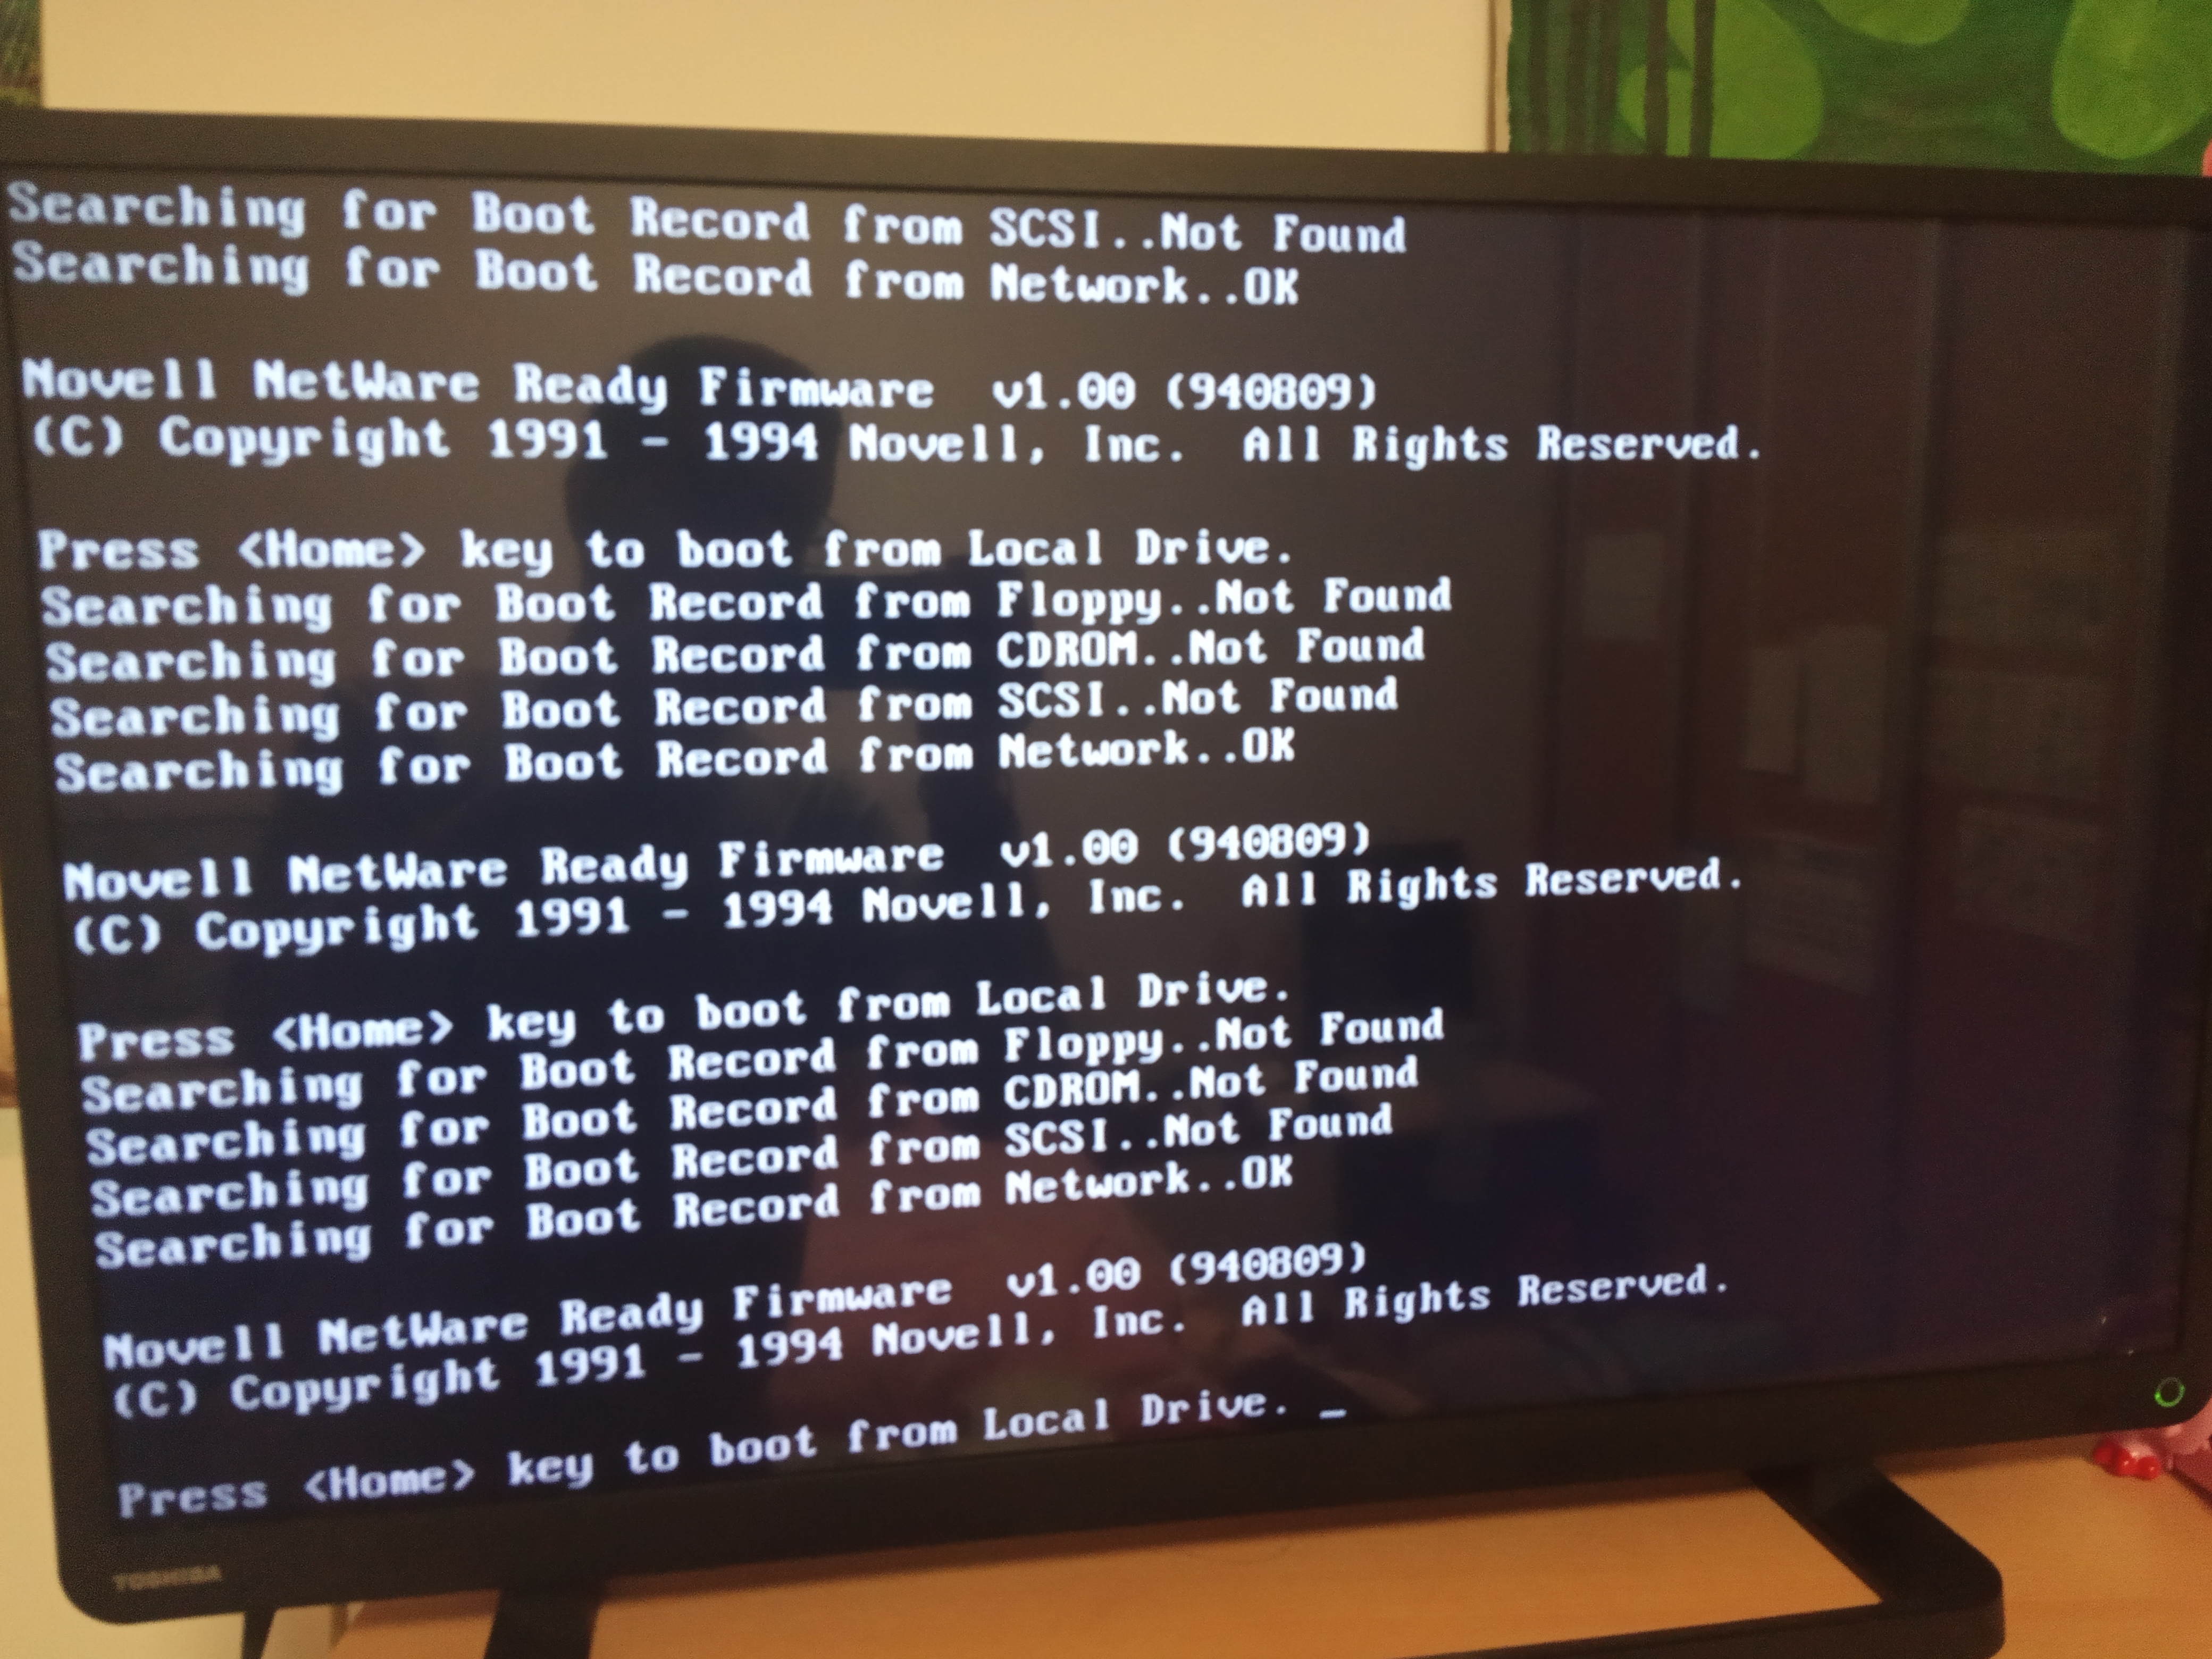 Searching for Boot Record from SCSI..Not Found
Searching for Boot Record from Network..OK

Novell NetWare Ready Firmware  v1.00 (940809)
(C) Copyright 1991 - 1994 Novell, Inc.  All Rights Reserved.

Press <Home> key to boot from Local Drive.
Searching for Boot Record from Floppy..Not Found
Searching for Boot Record from CDROM..Not Found
Searching for Boot Record from SCSI..Not Found
Searching for Boot Record from Network..OK

Novell NetWare Ready Firmware  v1.00 (940809)
(C) Copyright 1991 - 1994 Novell, Inc.  All Rights Reserved.

Press <Home> key to boot from Local Drive.
Searching for Boot Record from Floppy..Not Found
Searching for Boot Record from CDROM..Not Found
Searching for Boot Record from SCSI..Not Found
Searching for Boot Record from Network..OK

Novell NetWare Ready Firmware  v1.00 (940809)
(C) Copyright 1991 - 1994 Novell, Inc.  All Rights Reserved.

Press <Home> key to boot from Local Drive. _
TOSHIBA